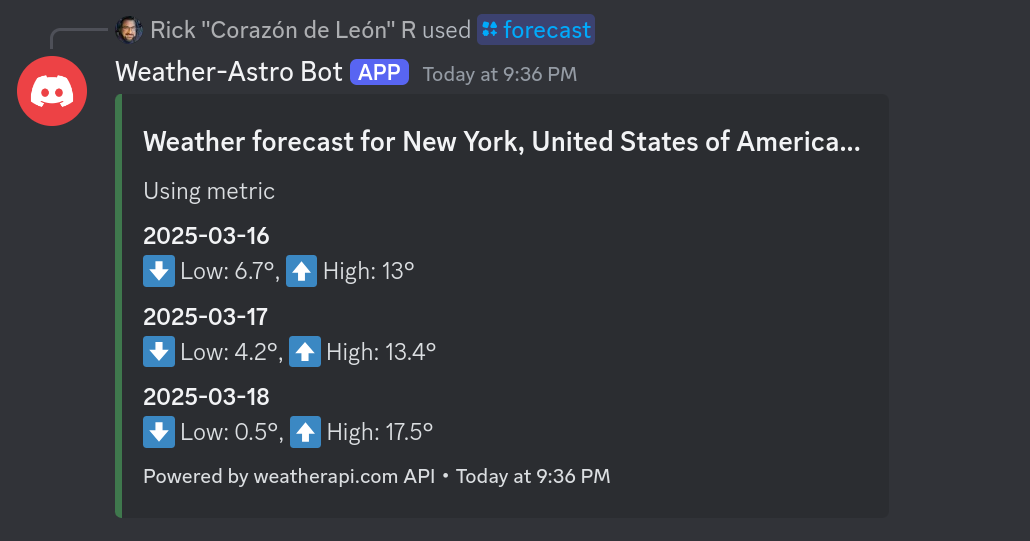 Rick "Corazón de León" R used forecast
Weather-Astro Bot APP Today at 9:36 PM
Weather forecast for New York, United States of America...
Using metric
2025-03-16
Low: 6.7°, High: 13°
2025-03-17
Low: 4.2°, High: 13.4°
2025-03-18
Low: 0.5°, High: 17.5°
Powered by weatherapi.com API • Today at 9:36 PM